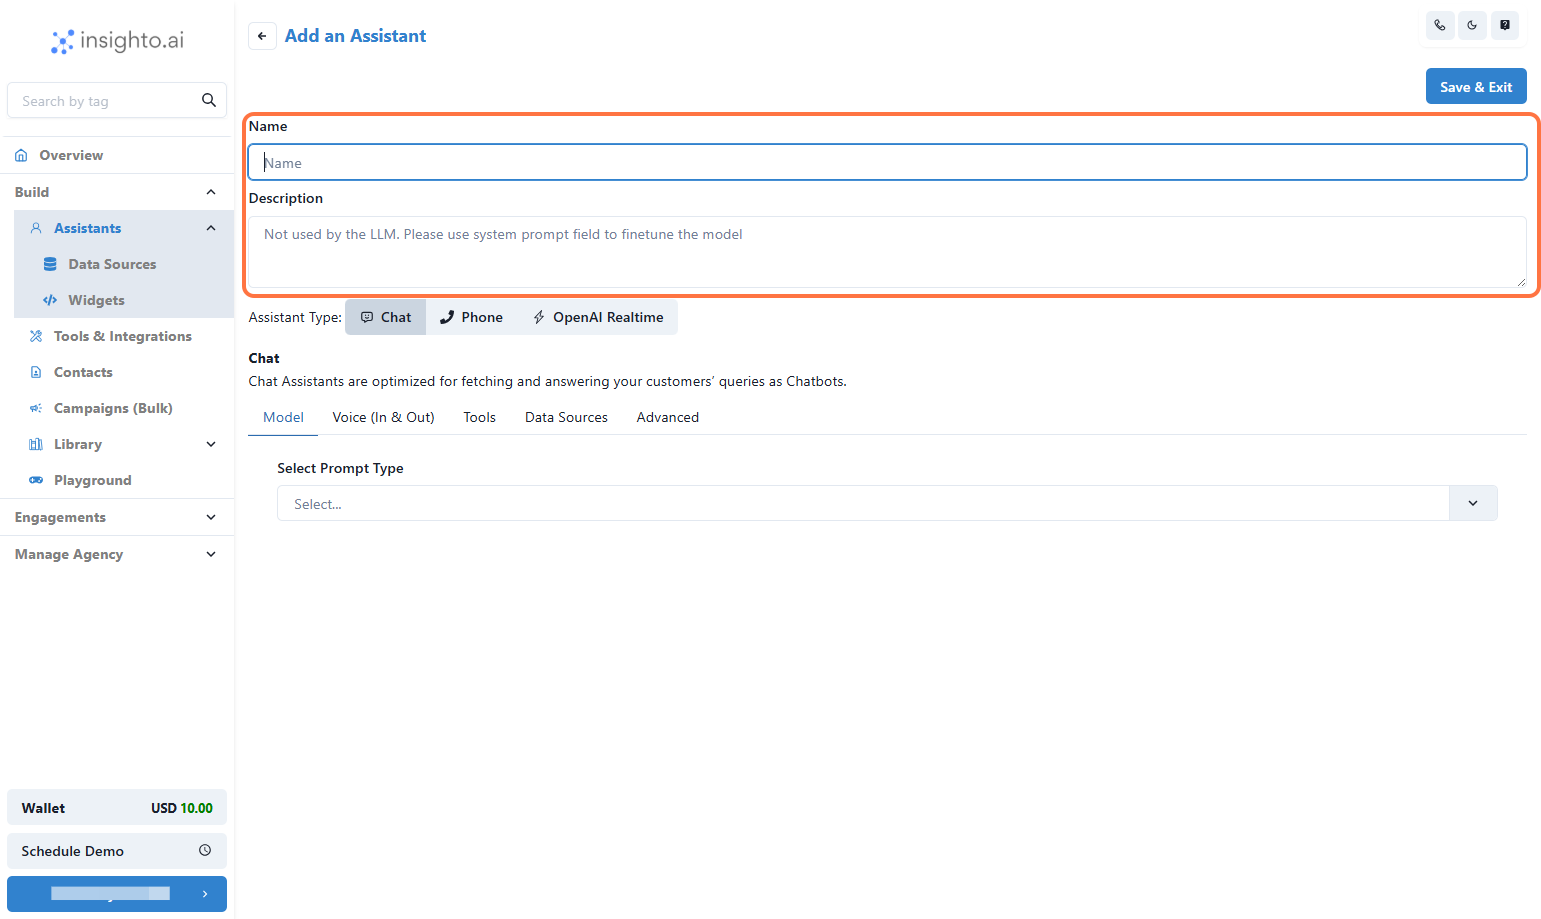 insighto.ai
Add an Assistant
Search by tag
Save & Exit
Overview
Build
Assistants
Data Sources
Widgets
Tools & Integrations
Contacts
Campaigns (Bulk)
Library
Playground
Engagements
Manage Agency
Wallet USD 10.00
Schedule Demo
Name
Name
Description
Not used by the LLM. Please use system prompt field to finetune the model
Assistant Type: Chat Phone OpenAI Realtime
Chat
Chat Assistants are optimized for fetching and answering your customers’ queries as Chatbots.
Model Voice (In & Out) Tools Data Sources Advanced
Select Prompt Type
Select...